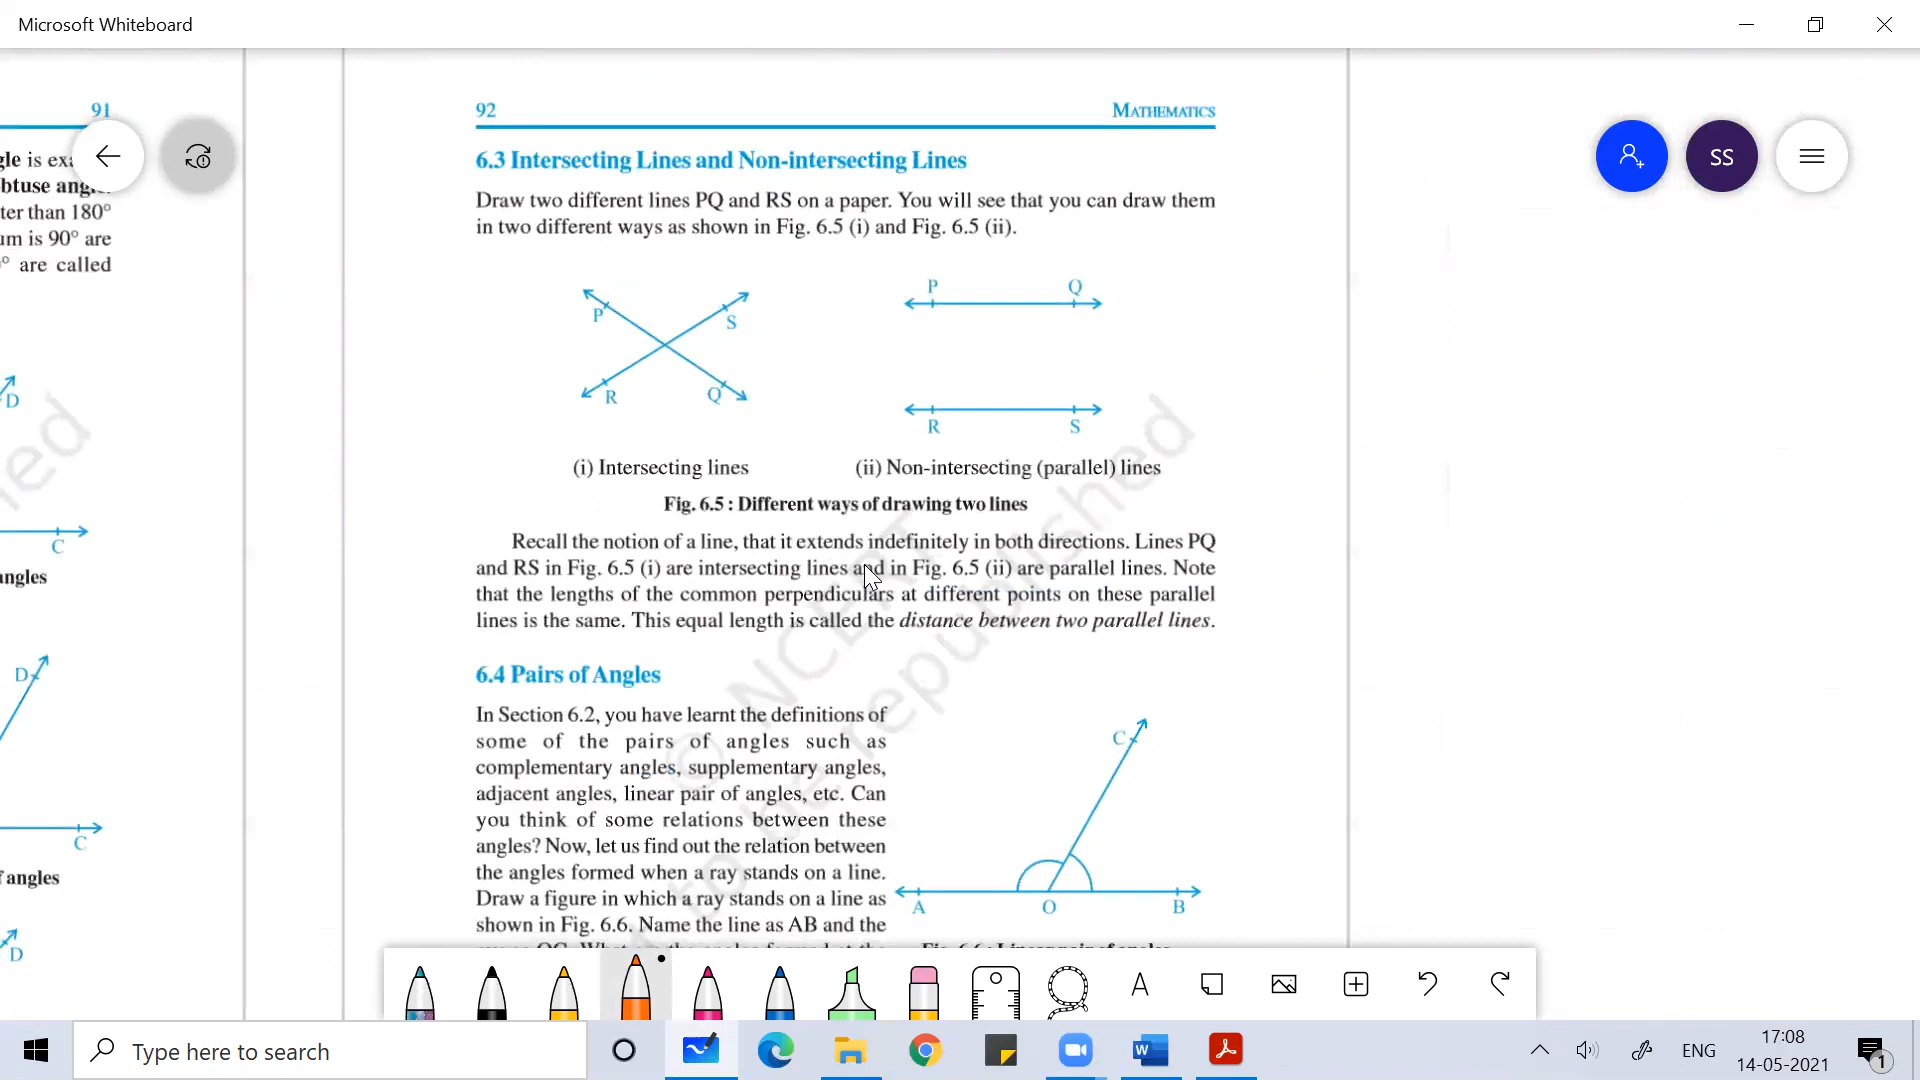 Microsoft Whiteboard
91
gle is exa
btuse ang
ter than 180°
um is 90° are
° are called
D
C
angles
D
C
f angles
D
92 MATHEMATICS
6.3 Intersecting Lines and Non-intersecting Lines
Draw two different lines PQ and RS on a paper. You will see that you can draw them
in two different ways as shown in Fig. 6.5 (i) and Fig. 6.5 (ii).
P S
R Q
P Q
R S
(i) Intersecting lines (ii) Non-intersecting (parallel) lines
Fig. 6.5 : Different ways of drawing two lines
Recall the notion of a line, that it extends indefinitely in both directions. Lines PQ
and RS in Fig. 6.5 (i) are intersecting lines and in Fig. 6.5 (ii) are parallel lines. Note
that the lengths of the common perpendiculars at different points on these parallel
lines is the same. This equal length is called the distance between two parallel lines.
6.4 Pairs of Angles
In Section 6.2, you have learnt the definitions of
some of the pairs of angles such as
complementary angles, supplementary angles,
adjacent angles, linear pair of angles, etc. Can
you think of some relations between these
angles? Now, let us find out the relation between
the angles formed when a ray stands on a line.
Draw a figure in which a ray stands on a line as
shown in Fig. 6.6. Name the line as AB and the
C
A O B
© NCERT
to be republished
SS
Type here to search
ENG
17:08
14-05-2021
1